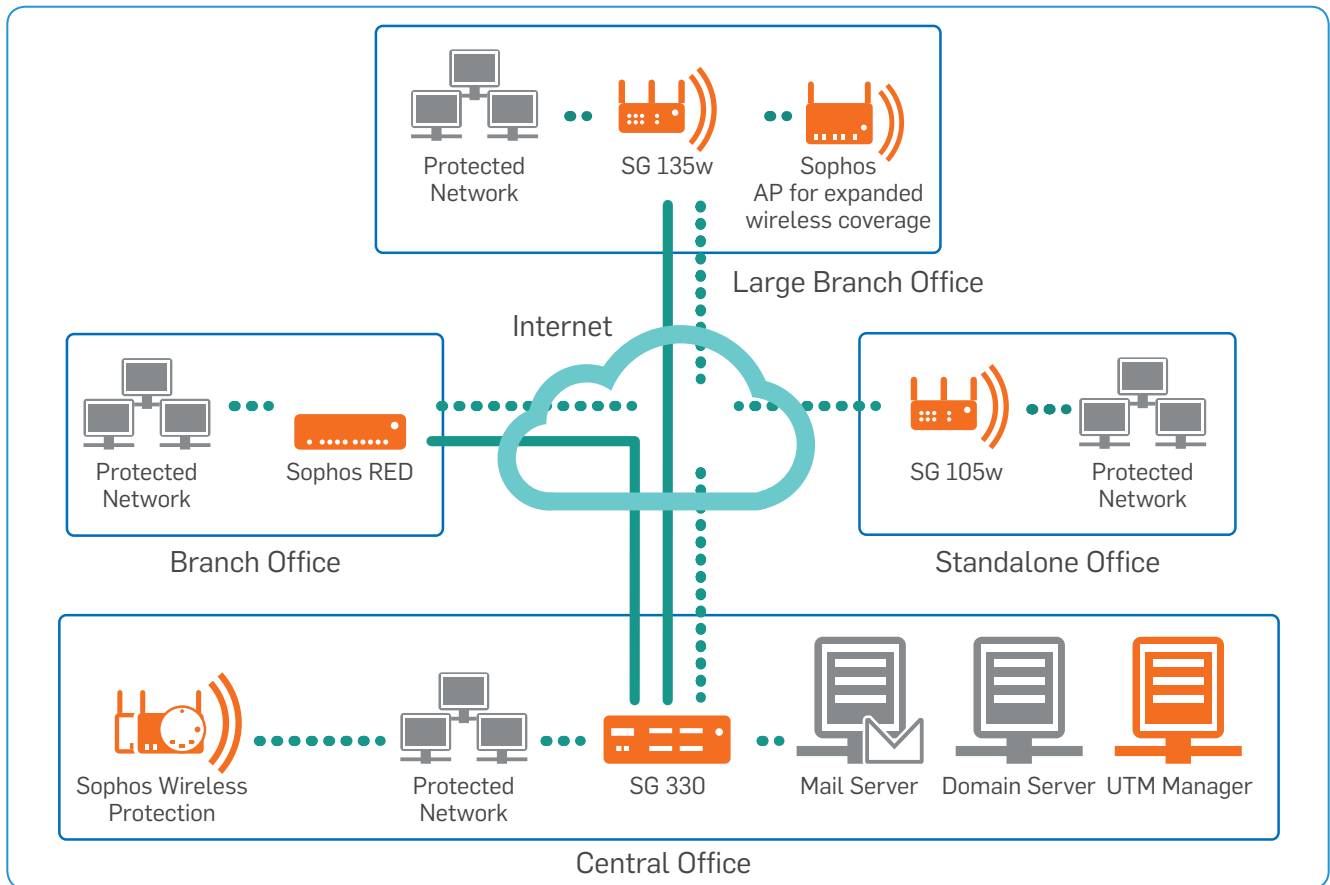 Protected
Network
SG 135w
Sophos
AP for expanded
wireless coverage
Large Branch Office
Internet
Protected
Network
Sophos RED
Branch Office
SG 105w
Protected
Network
Standalone Office
Sophos Wireless
Protection
Protected
Network
SG 330
Mail Server
Domain Server
UTM Manager
Central Office